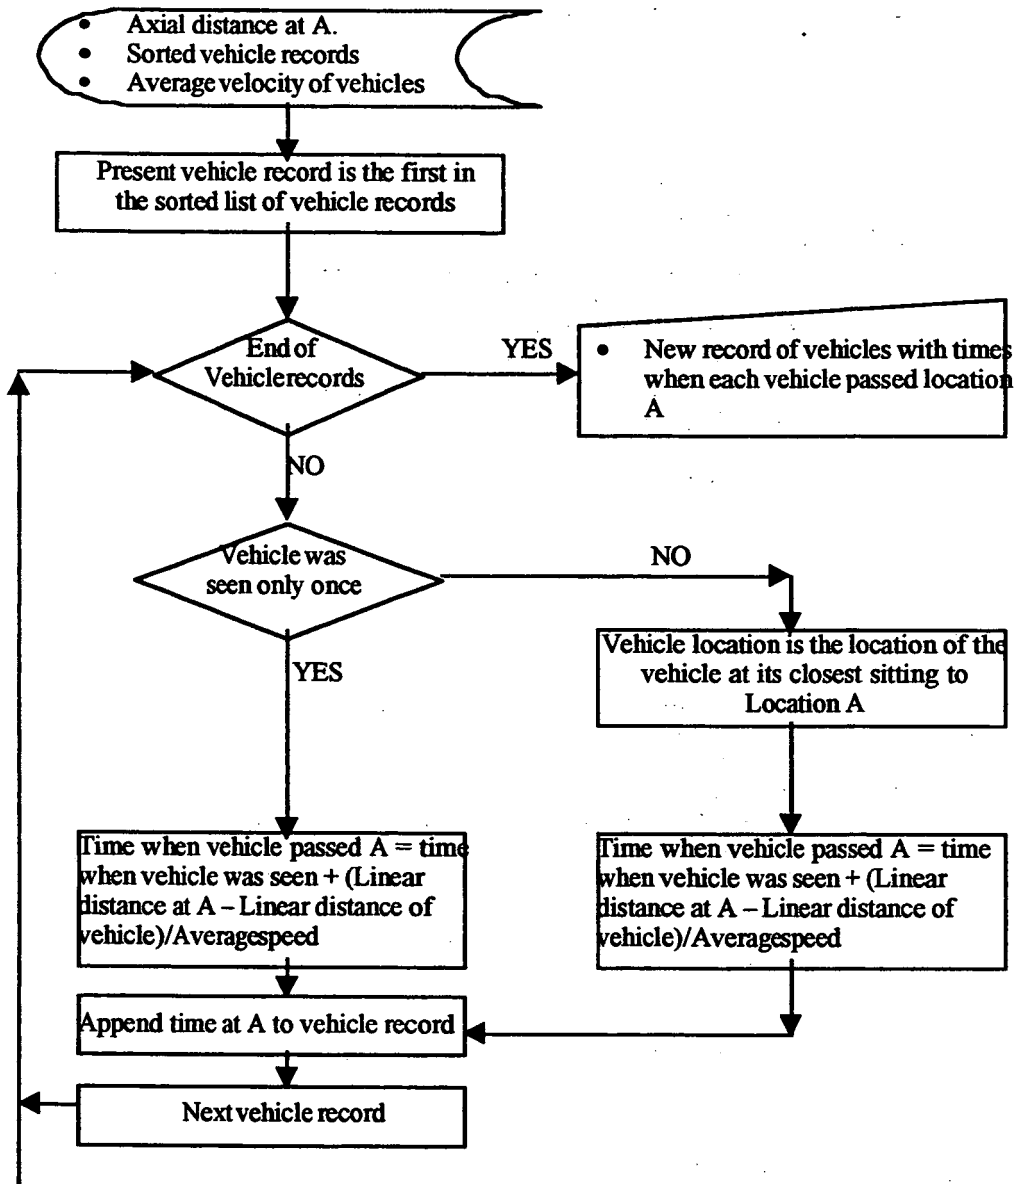 • Axial distance at A.
• Sorted vehicle records
• Average velocity of vehicles
Present vehicle record is the first in
the sorted list of vehicle records
End of
Vehicle records
YES
• New record of vehicles with times
when each vehicle passed location
A
NO
Vehicle was
seen only once
NO
YES
Vehicle location is the location of the
vehicle at its closest sitting to
Location A
Time when vehicle passed A = time
when vehicle was seen + (Linear
distance at A – Linear distance of
vehicle)/Averagespeed
Time when vehicle passed A = time
when vehicle was seen + (Linear
distance at A – Linear distance of
vehicle)/Averagespeed
Append time at A to vehicle record
Next vehicle record